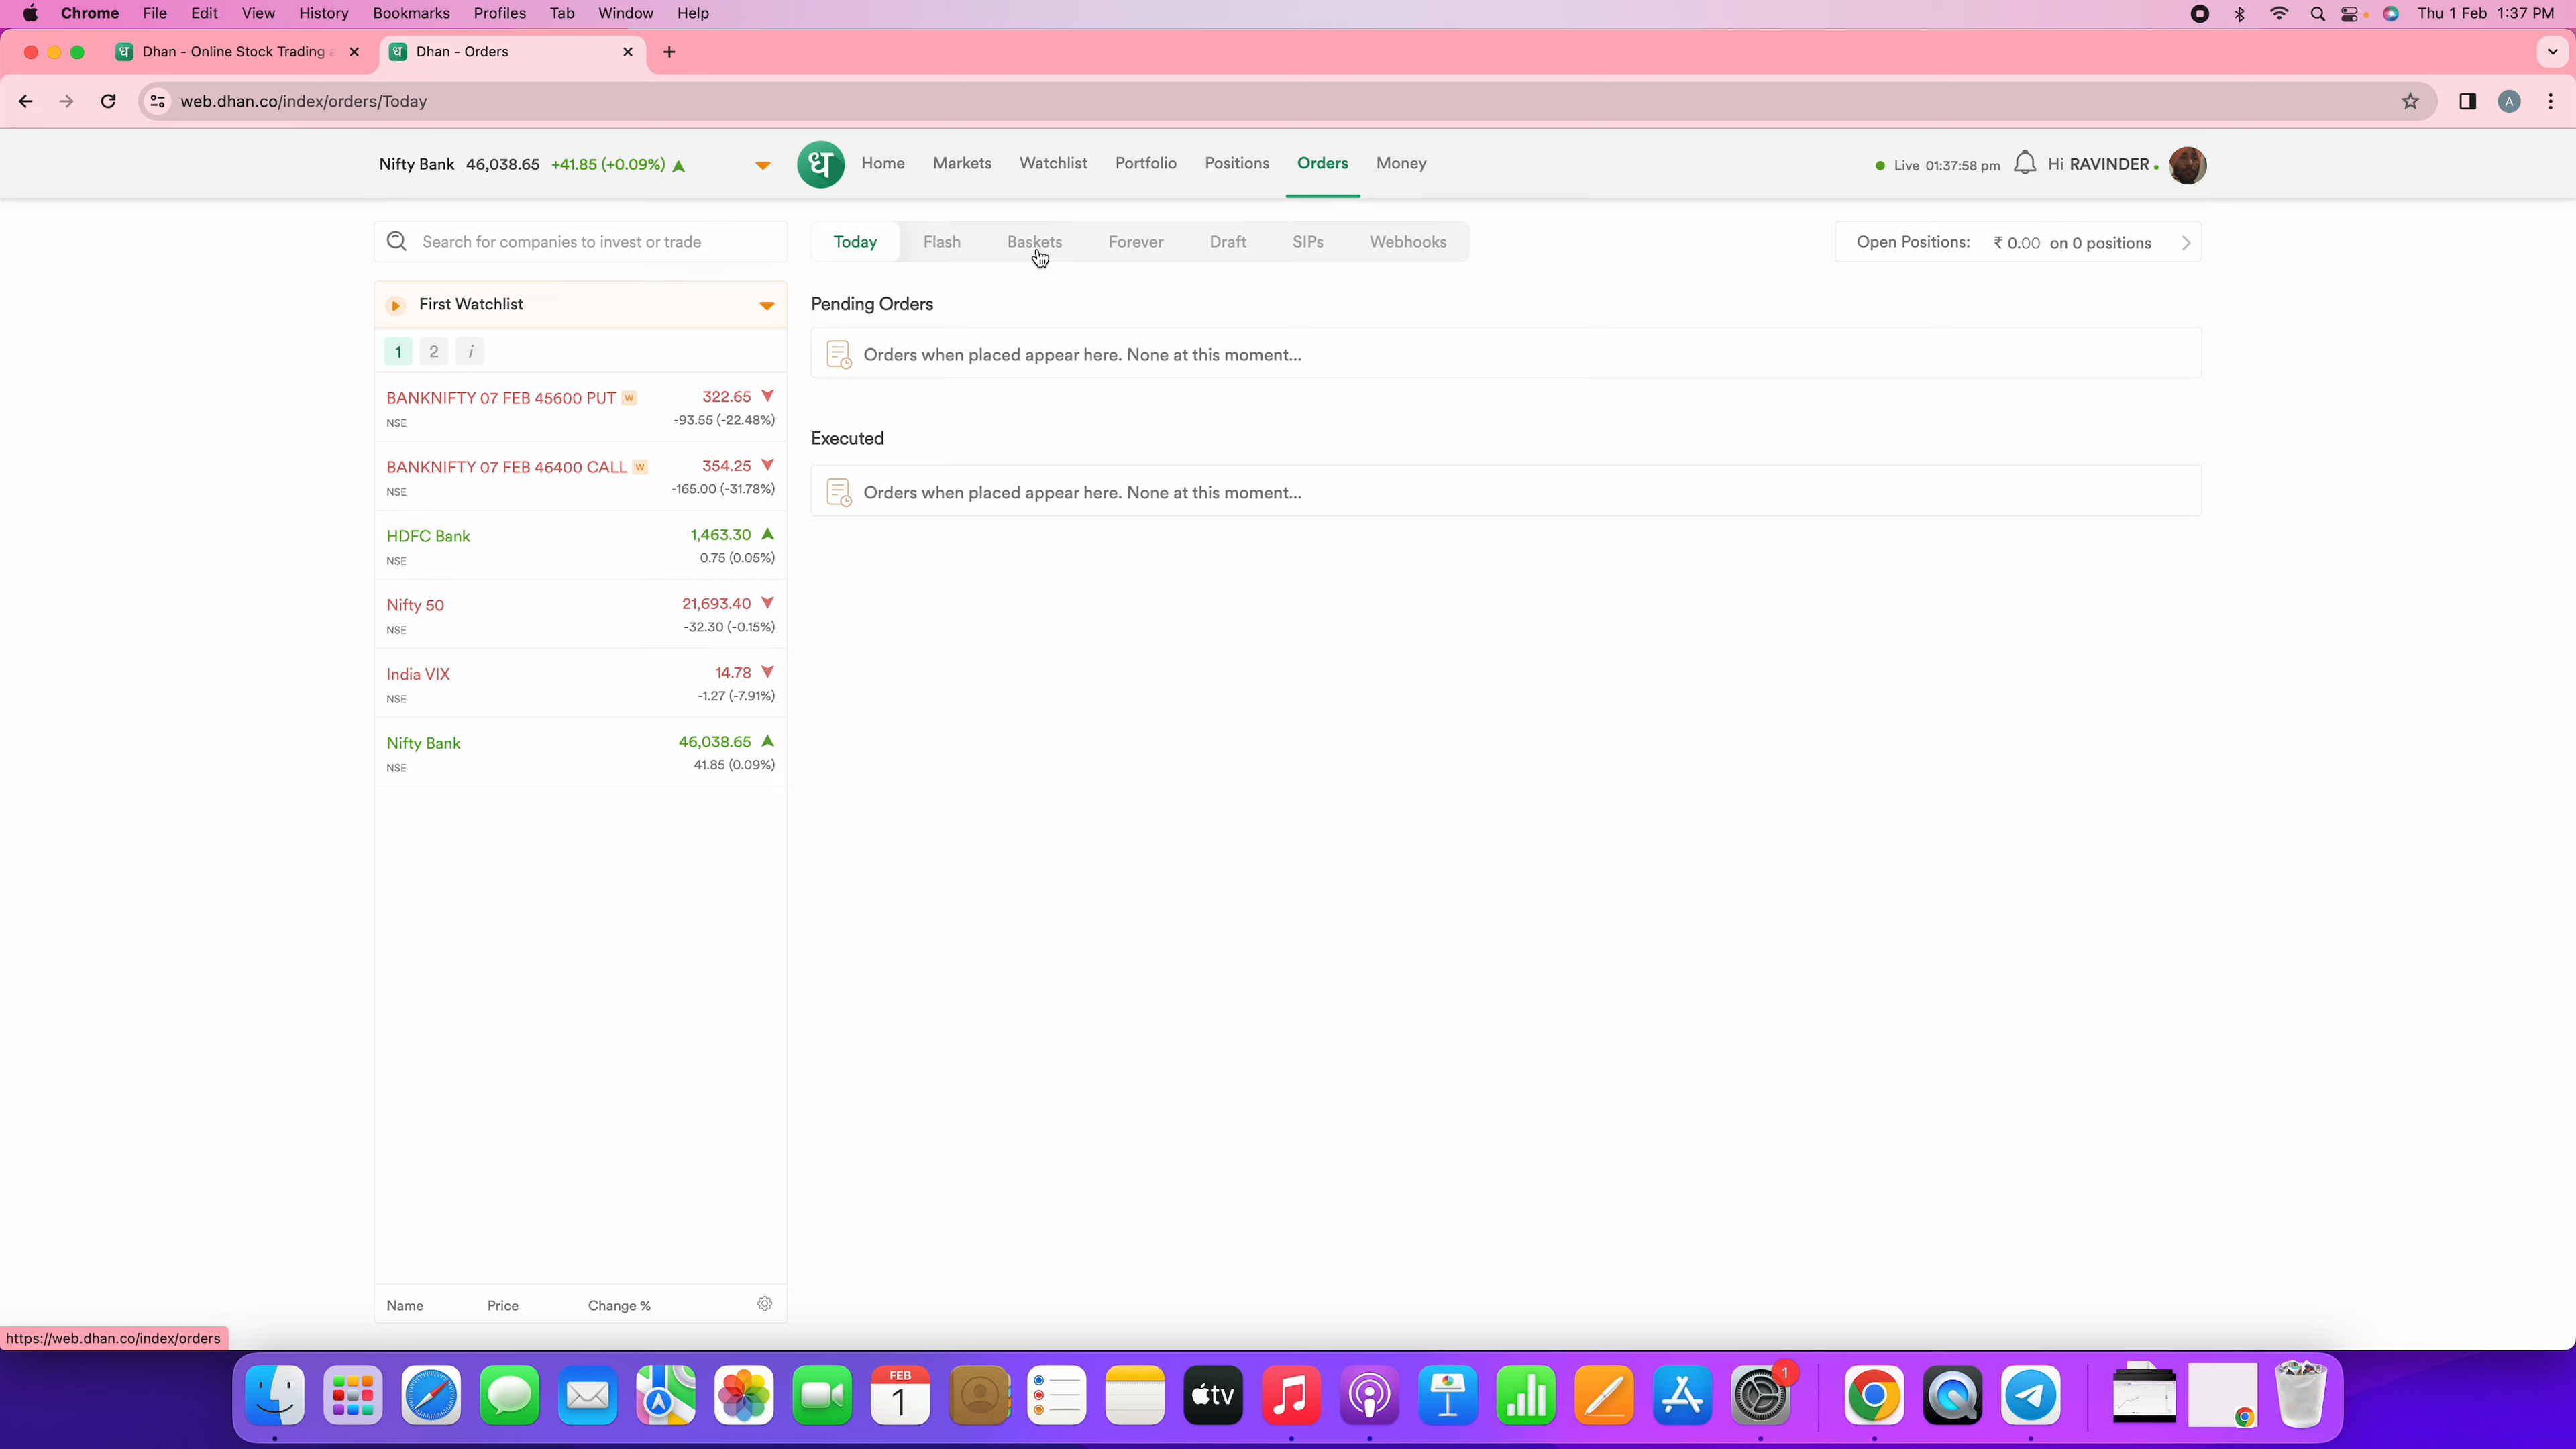 Chrome File Edit View History Bookmarks Profiles Tab Window Help Thu 1 Feb 1:37 PM
Dhan - Online Stock Trading a Dhan - Orders
web.dhan.co/index/orders/Today A
Nifty Bank 46,038.65 +41.85 (+0.09%) ध Home Markets Watchlist Portfolio Positions Orders Money Live 01:37:58 pm Hi RAVINDER
Search for companies to invest or trade Today Flash Baskets Forever Draft SIPs Webhooks Open Positions: ₹ 0.00 on 0 positions
First Watchlist
1 2 i
BANKNIFTY 07 FEB 45600 PUT W 322.65
NSE -93.55 (-22.48%)
BANKNIFTY 07 FEB 46400 CALL W 354.25
NSE -165.00 (-31.78%)
HDFC Bank 1,463.30
NSE 0.75 (0.05%)
Nifty 50 21,693.40
NSE -32.30 (-0.15%)
India VIX 14.78
NSE -1.27 (-7.91%)
Nifty Bank 46,038.65
NSE 41.85 (0.09%)
Name Price Change %
Pending Orders
Orders when placed appear here. None at this moment...
Executed
Orders when placed appear here. None at this moment...
https://web.dhan.co/index/orders
FEB
1
tv
1